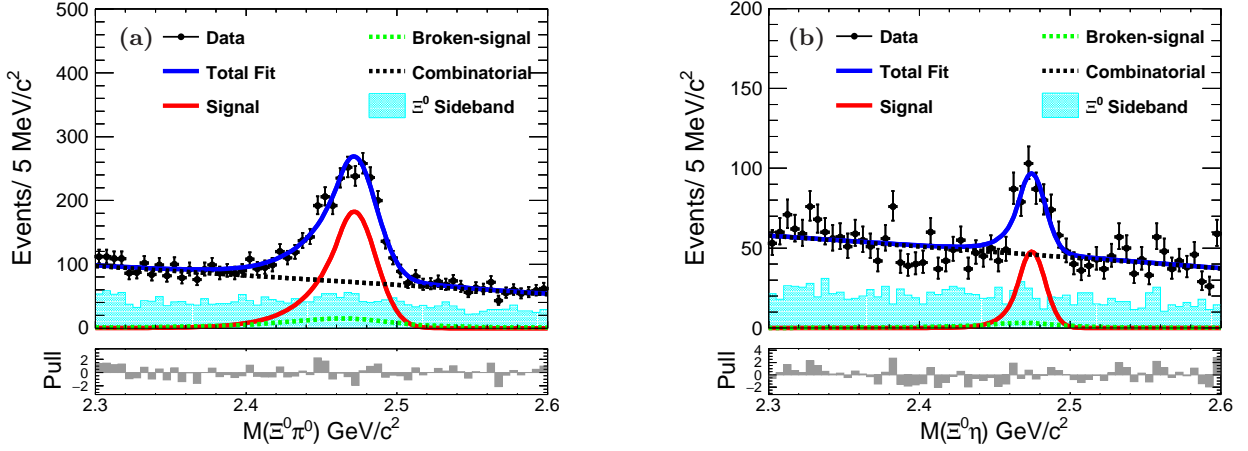 (a)
Data
Total Fit
Signal
Broken-signal
Combinatorial
Ξ⁰ Sideband
Events/ 5 MeV/c²
500
400
300
200
100
0
Pull
2
0
−2
2.3 2.4 2.5 2.6
M(Ξ⁰π⁰) GeV/c²
(b)
Data
Total Fit
Signal
Broken-signal
Combinatorial
Ξ⁰ Sideband
Events/ 5 MeV/c²
200
150
100
50
0
Pull
4
2
0
−2
2.3 2.4 2.5 2.6
M(Ξ⁰η) GeV/c²